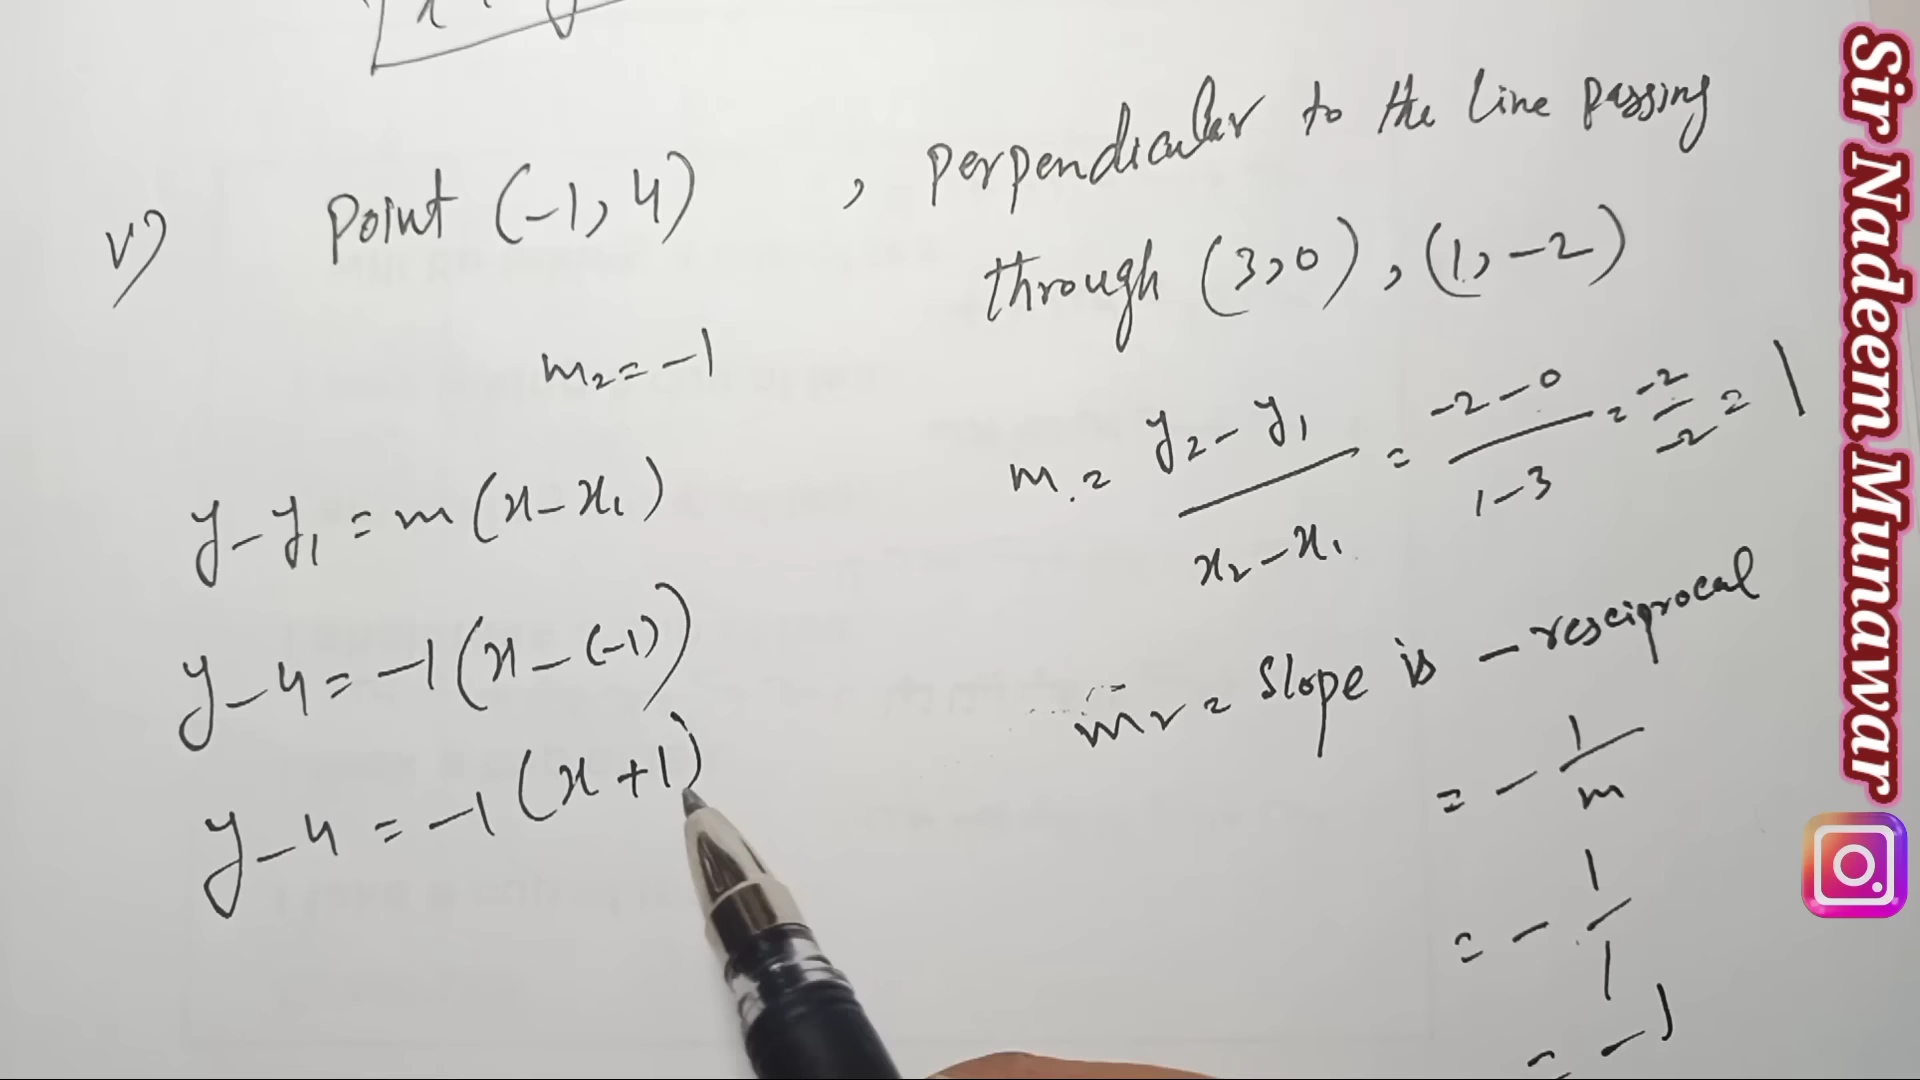 v) Point (-1, 4) , perpendicular to the line passing
through (3, 0), (1, -2)
m₂ = -1
m = y₂ - y₁ / x₂ - x₁ = -2 - 0 / 1 - 3 = -2 / -2 = 1
y - y₁ = m(x - x₁)
y - 4 = -1(x - (-1))
y - 4 = -1(x + 1)
m₂ = Slope is - resciprocal
= - 1 / m
= - 1 / 1
= - 1
Sir Nadeem Munawar